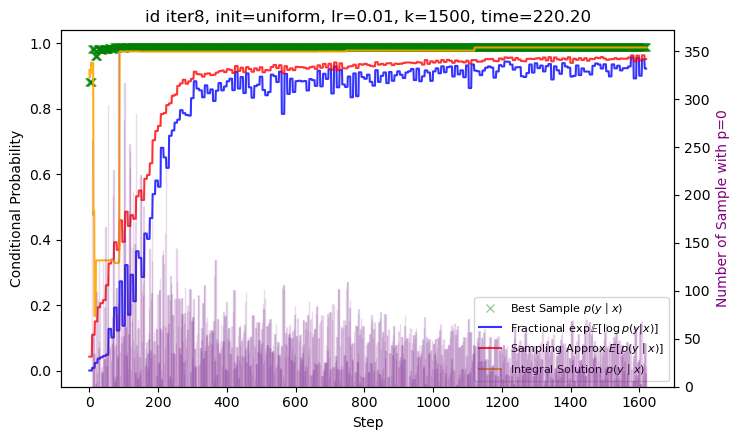 id iter8, init=uniform, lr=0.01, k=1500, time=220.20
Conditional Probability
1.0
0.8
0.6
0.4
0.2
0.0
350
300
250
200
150
100
50
0
Number of Sample with p=0
Best Sample p(y | x)
Fractional exp𝔼[log p(y|x)]
Sampling Approx E[p(y | x)]
Integral Solution p(y | x)
0 200 400 600 800 1000 1200 1400 1600
Step